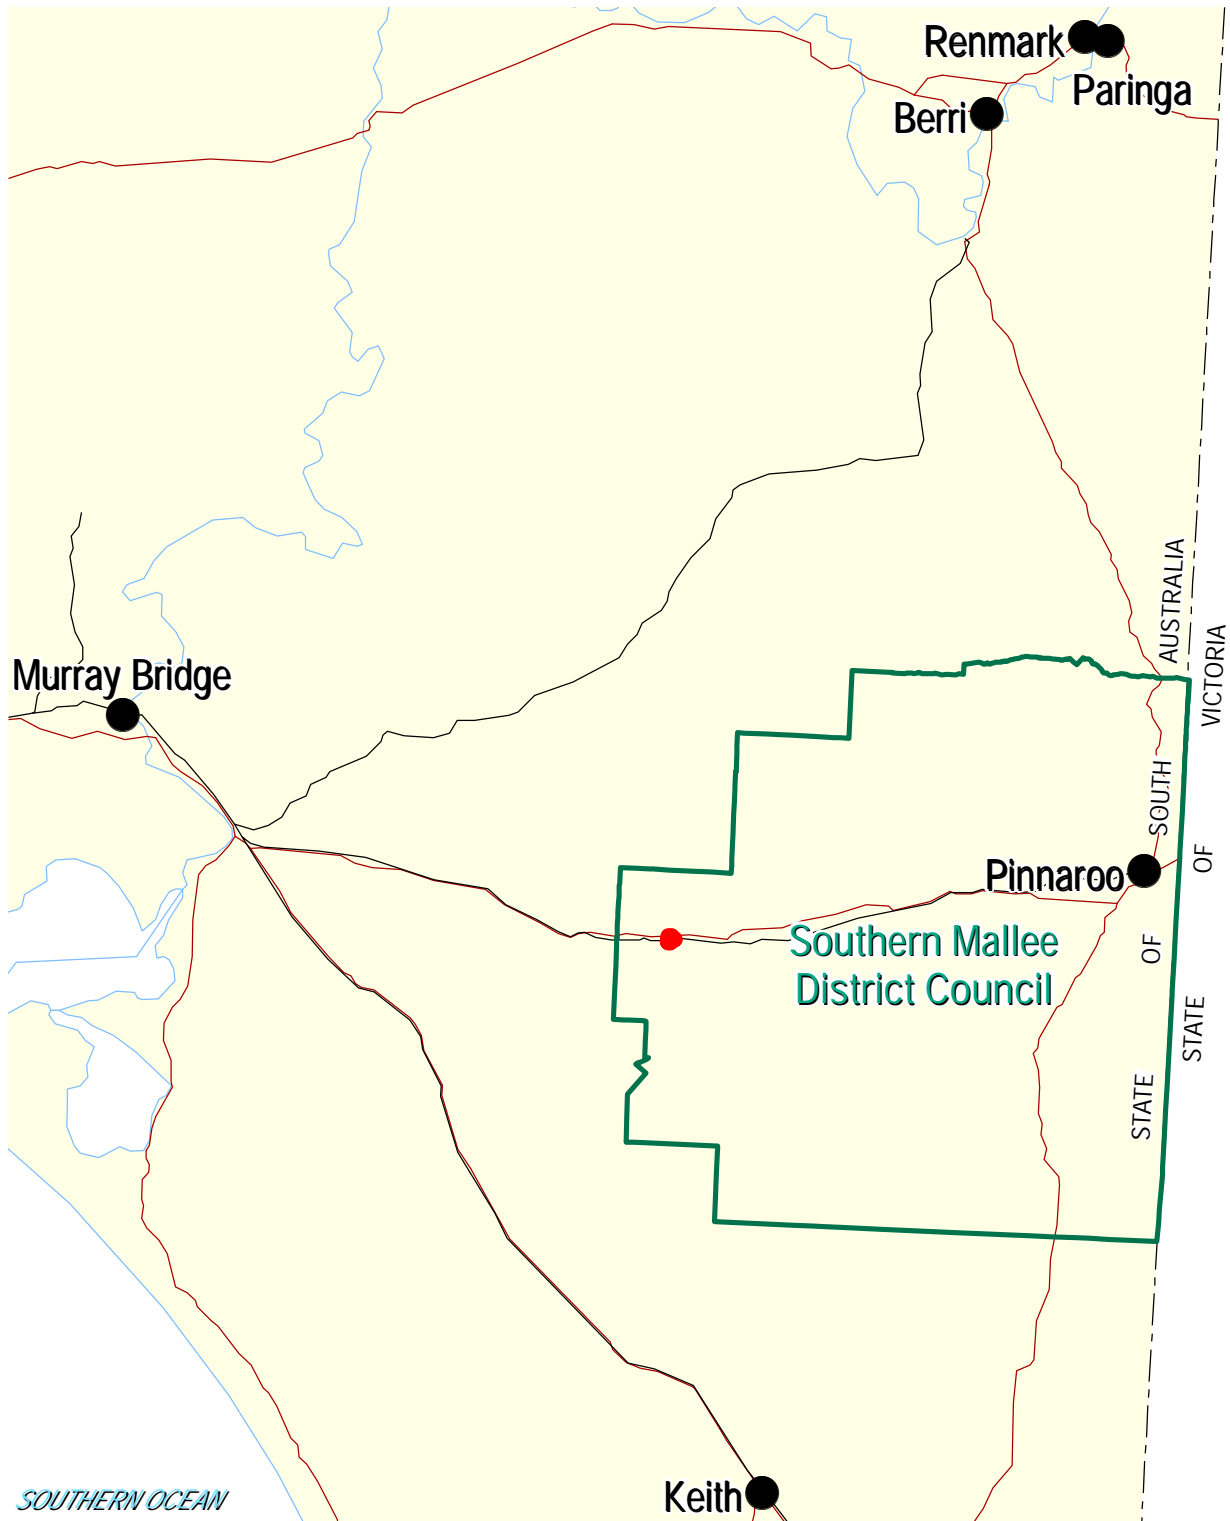 Renmark
Paringa
Berri
AUSTRALIA
VICTORIA
Murray Bridge
SOUTH
OF
Pinnaroo
Southern Mallee
District Council
OF
STATE
STATE
Keith
SOUTHERN OCEAN